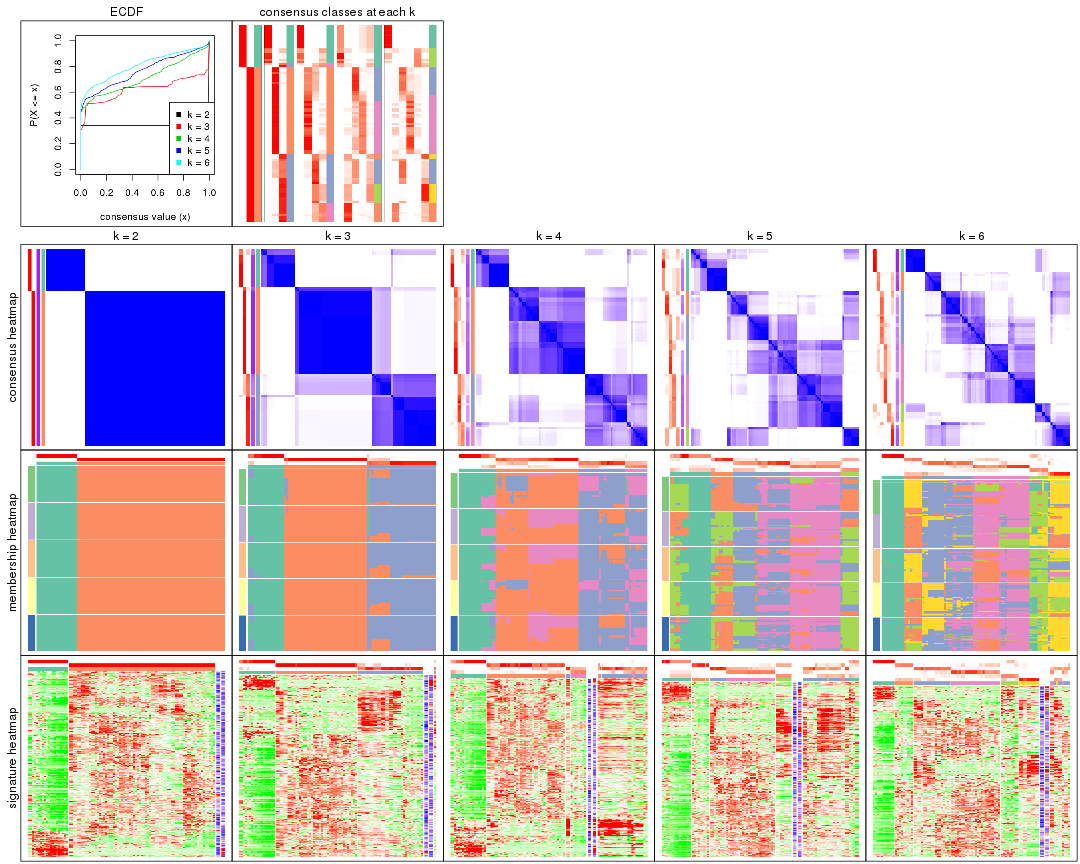 ECDF
consensus classes at each k
P(X <= x)
0.0
0.2
0.4
0.6
0.8
1.0
k = 2
k = 3
k = 4
k = 5
k = 6
0.0 0.2 0.4 0.6 0.8 1.0
consensus value (x)
k = 2
k = 3
k = 4
k = 5
k = 6
consensus heatmap
membership heatmap
signature heatmap